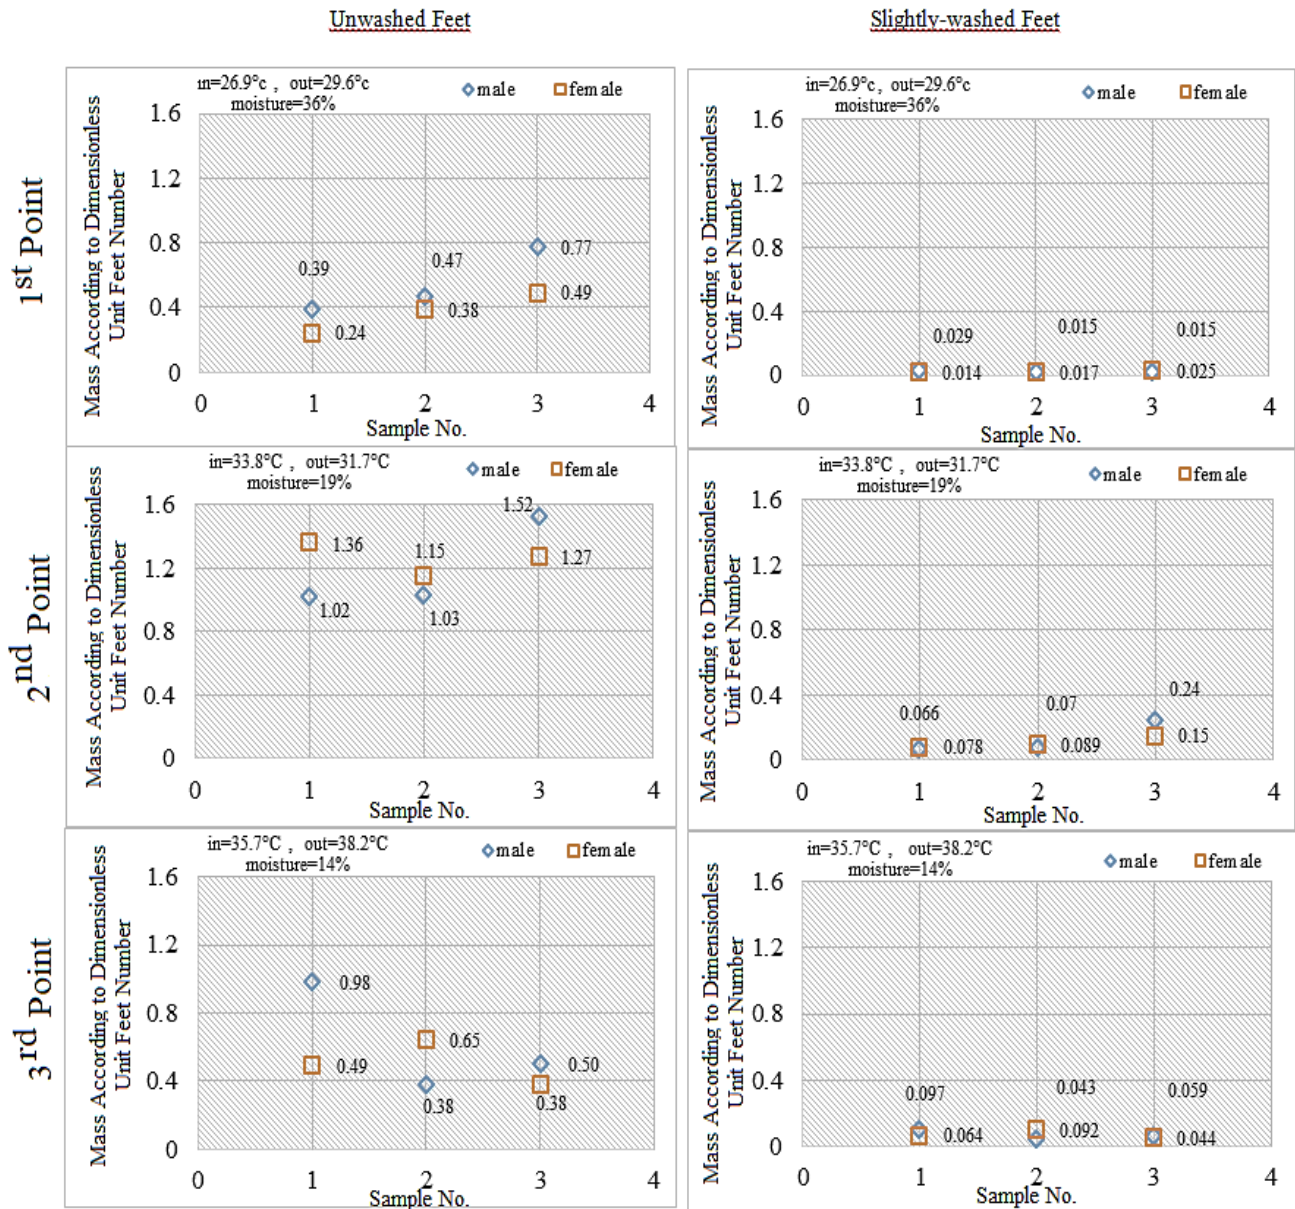 Unwashed Feet
Slightly-washed Feet
1st Point
in=26.9°c , out=29.6°c
moisture=36%
male
female
Mass According to Dimensionless
Unit Feet Number
1.6
1.2
0.8
0.4
0
0.39
0.47
0.77
0.24
0.38
0.49
0 1 2 3 4
Sample No.
in=26.9°c , out=29.6°c
moisture=36%
male
female
Mass According to Dimensionless
Unit Feet Number
1.6
1.2
0.8
0.4
0
0.029
0.015
0.015
0.014
0.017
0.025
0 1 2 3 4
Sample No.
2nd Point
in=33.8°C , out=31.7°C
moisture=19%
male
female
Mass According to Dimensionless
Unit Feet Number
1.6
1.2
0.8
0.4
0
1.52
1.36
1.15
1.27
1.02
1.03
0 1 2 3 4
Sample No.
in=33.8°C , out=31.7°C
moisture=19%
male
female
Mass According to Dimensionless
Unit Feet Number
1.6
1.2
0.8
0.4
0
0.066
0.07
0.24
0.078
0.089
0.15
0 1 2 3 4
Sample No.
3rd Point
in=35.7°C , out=38.2°C
moisture=14%
male
female
Mass According to Dimensionless
Unit Feet Number
1.6
1.2
0.8
0.4
0
0.98
0.65
0.49
0.50
0.38
0.38
0 1 2 3 4
Sample No.
in=35.7°C , out=38.2°C
moisture=14%
male
female
Mass According to Dimensionless
Unit Feet Number
1.6
1.2
0.8
0.4
0
0.097
0.043
0.059
0.064
0.092
0.044
0 1 2 3 4
Sample No.